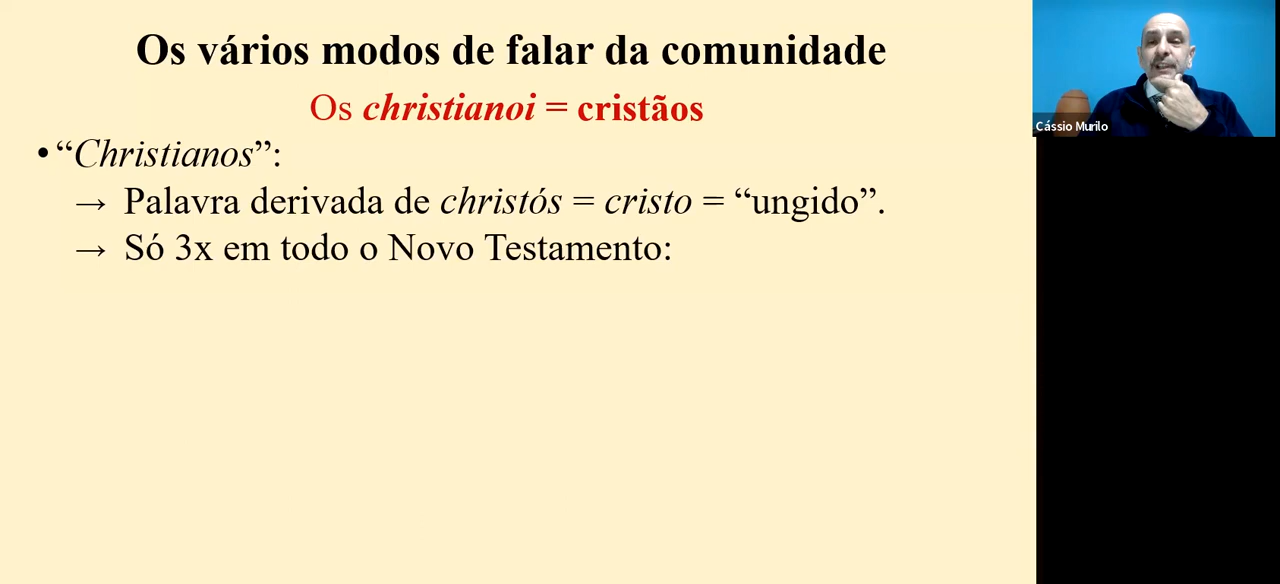 Os vários modos de falar da comunidade
Os christianoi = cristãos
• “Christianos”:
→ Palavra derivada de christós = cristo = “ungido”.
→ Só 3x em todo o Novo Testamento:
Cássio Murilo